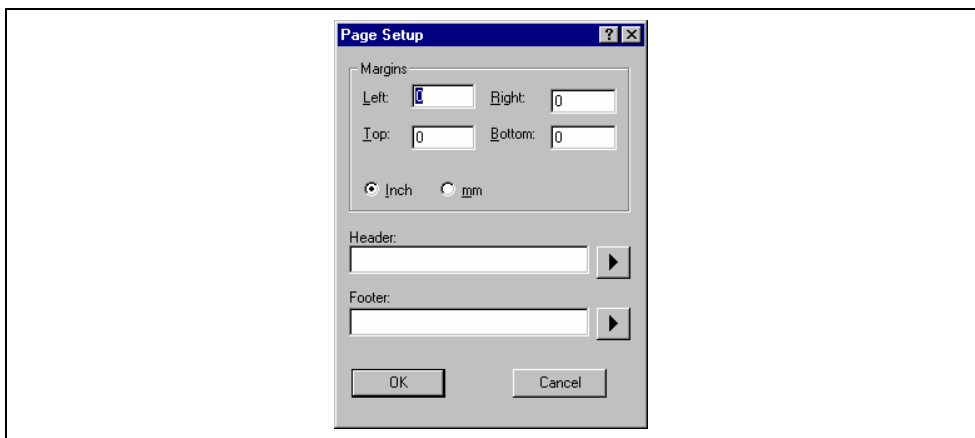 Page Setup
Margins
Left: 0 Right: 0
Top: 0 Bottom: 0
Inch mm
Header:
Footer:
OK Cancel